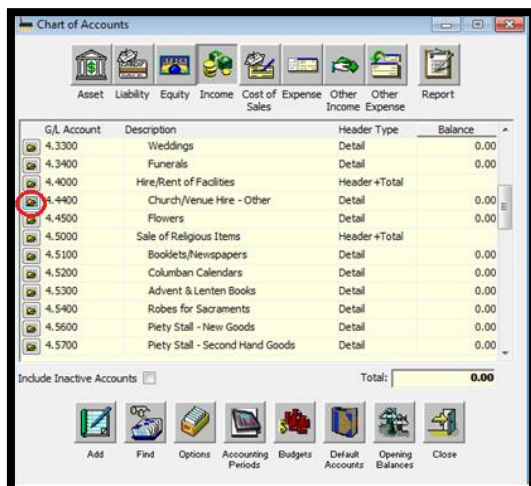 Chart of Accounts
Asset Liability Equity Income Cost of Sales Expense Other Income Other Expense Report
G/L Account Description Header Type Balance
4.3300 Weddings Detail 0.00
4.3400 Funerals Detail 0.00
4.4000 Hire/Rent of Facilities Header+Total
4.4400 Church/Venue Hire - Other Detail 0.00
4.4500 Flowers Detail 0.00
4.5000 Sale of Religious Items Header+Total
4.5100 Booklets/Newspapers Detail 0.00
4.5200 Columban Calendars Detail 0.00
4.5300 Advent & Lenten Books Detail 0.00
4.5400 Robes for Sacraments Detail 0.00
4.5600 Piety Stall - New Goods Detail 0.00
4.5700 Piety Stall - Second Hand Goods Detail 0.00
Include Inactive Accounts Total: 0.00
Add Find Options Accounting Periods Budgets Default Accounts Opening Balances Close